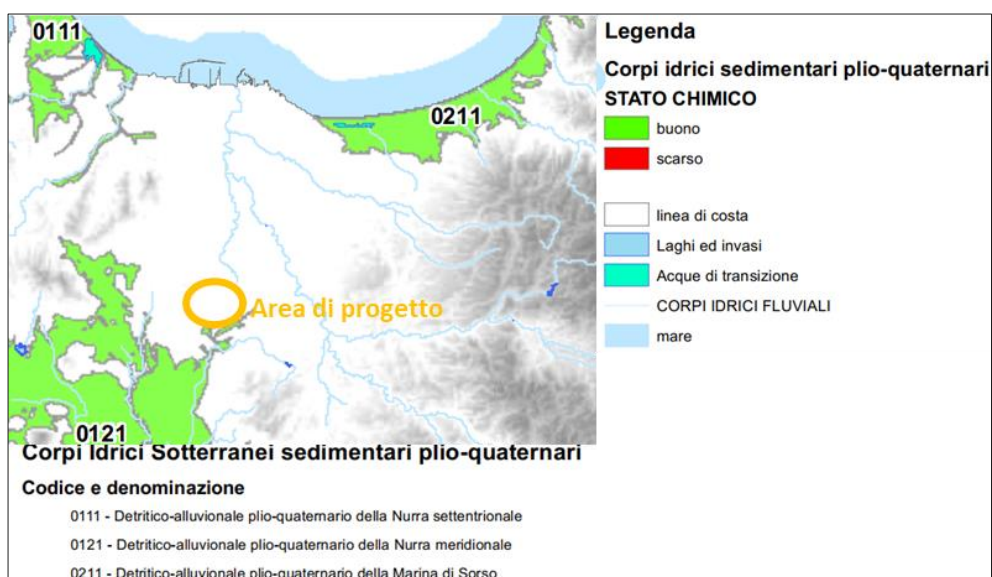 0111
0211
Area di progetto
0121
Legenda
Corpi idrici sedimentari plio-quaternari
STATO CHIMICO
buono
scarso
linea di costa
Laghi ed invasi
Acque di transizione
CORPI IDRICI FLUVIALI
mare
Corpi Idrici Sotterranei sedimentari plio-quaternari
Codice e denominazione
0111 - Detritico-alluvionale plio-quaternario della Nurra settentrionale
0121 - Detritico-alluvionale plio-quaternario della Nurra meridionale
0211 - Detritico-alluvionale plio-quaternario della Marina di Sorso